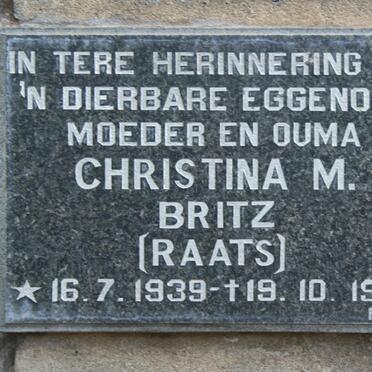 IN TERE HERINNERING
'N DIERBARE EGGENO
MOEDER EN OUMA
CHRISTINA M.
BRITZ
(RAATS)
★ 16. 7. 1939-†19. 10. 19